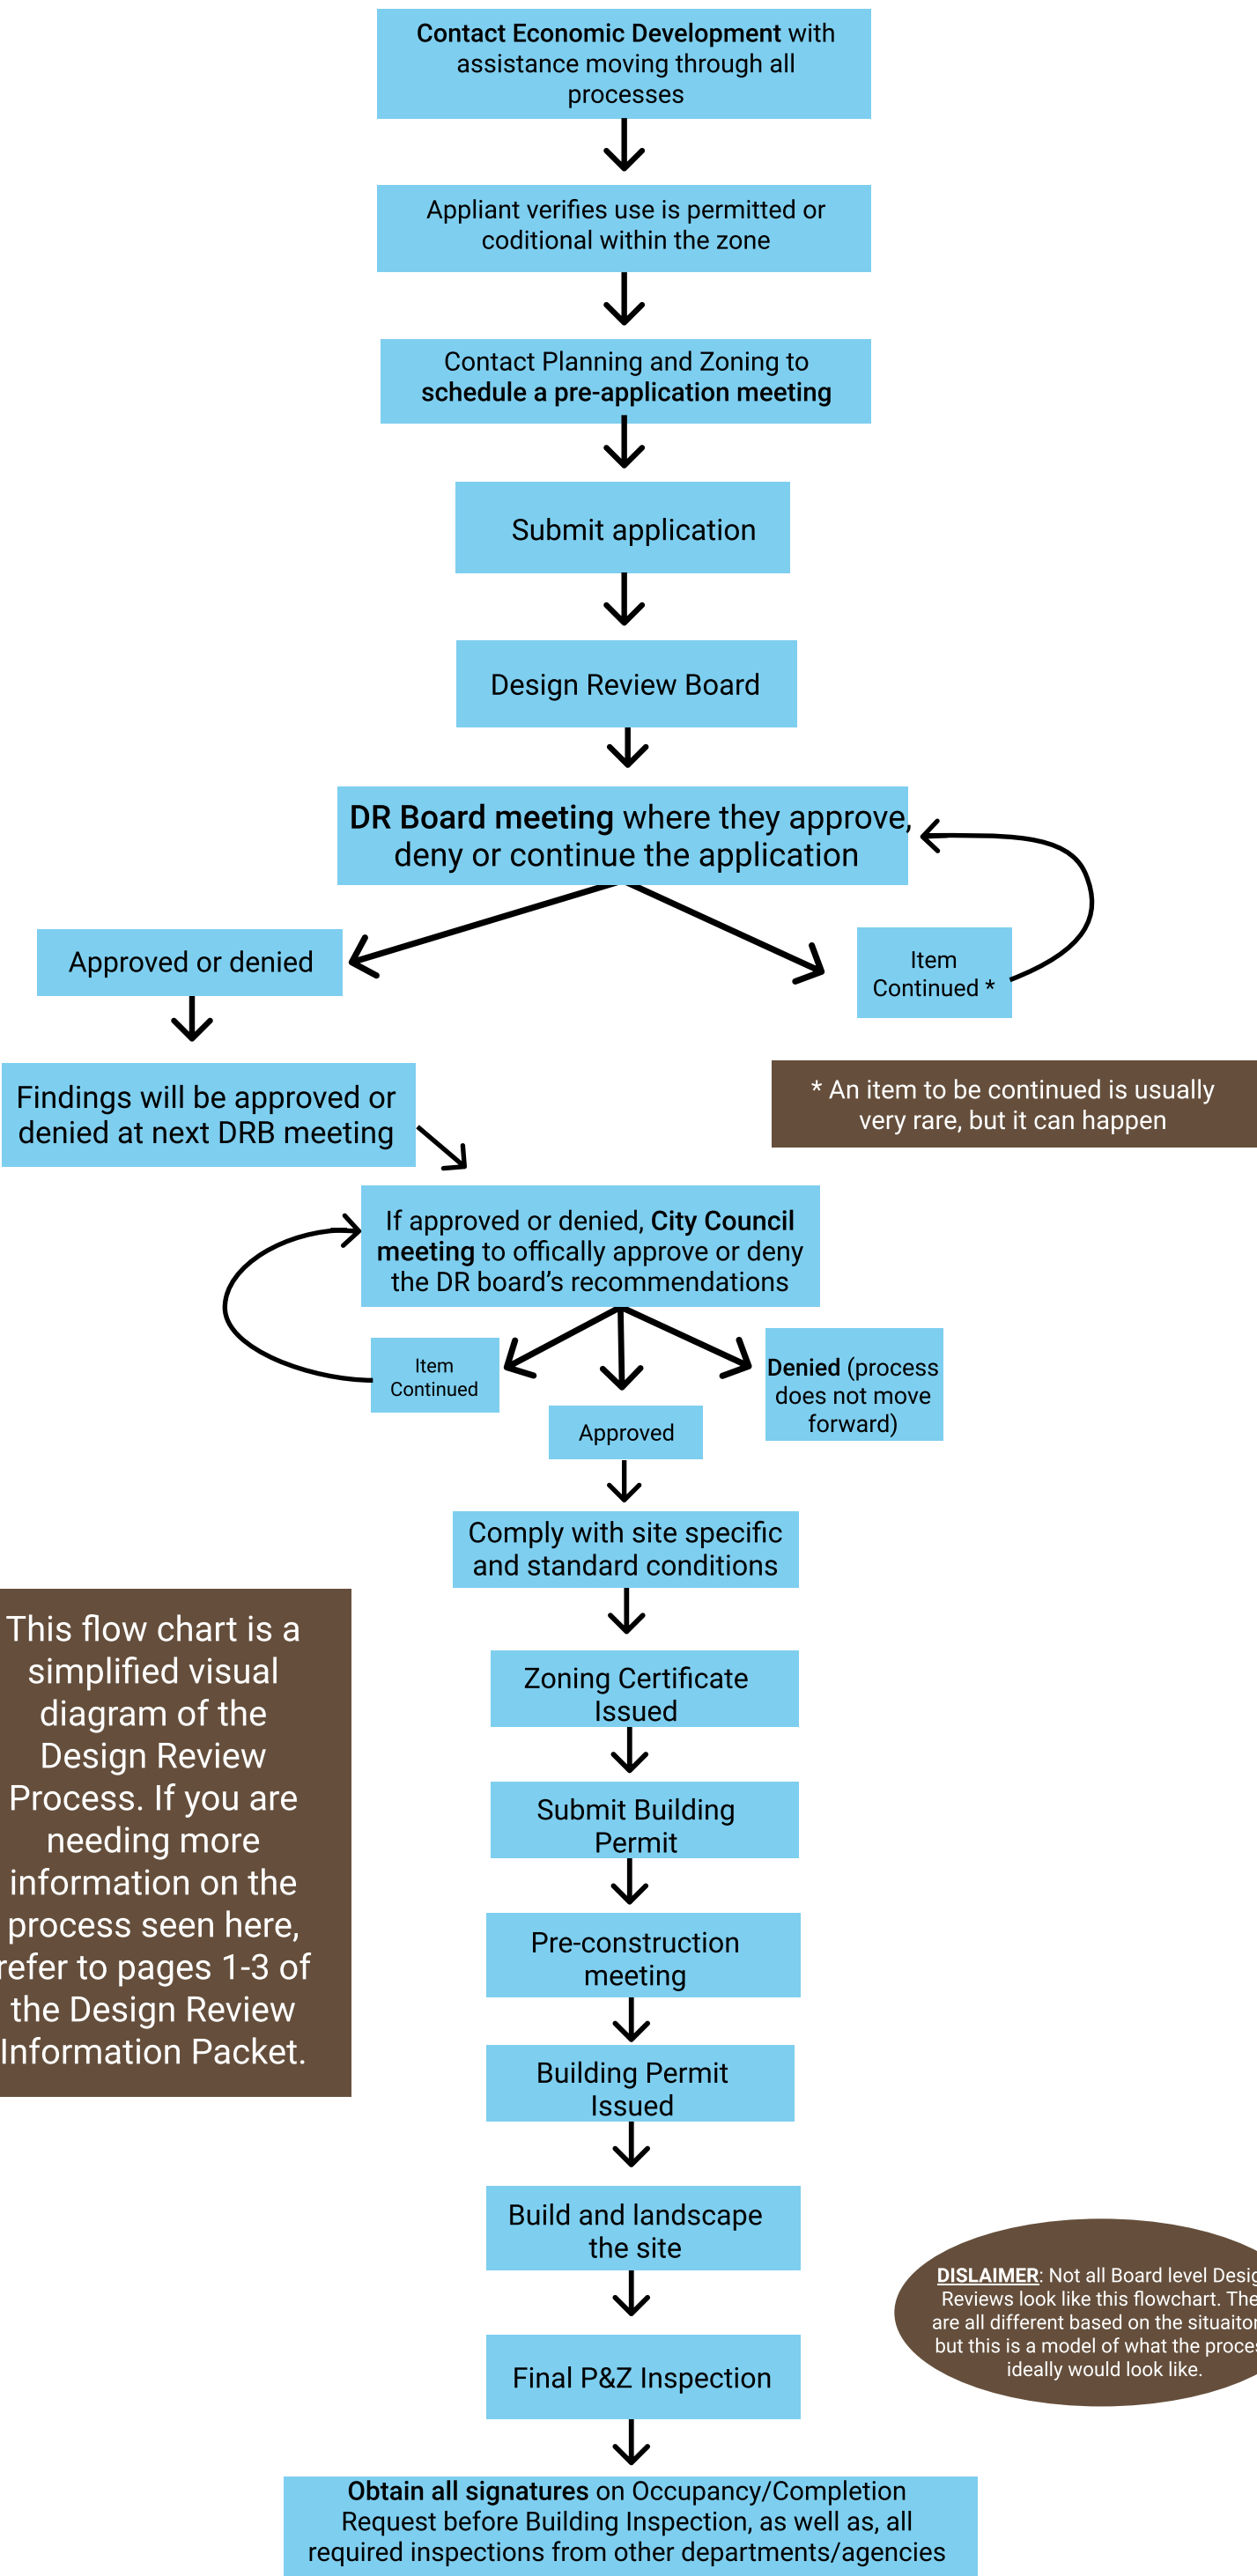 Contact Economic Development with
assistance moving through all
processes
Appliant verifies use is permitted or
coditional within the zone
Contact Planning and Zoning to
schedule a pre-application meeting
Submit application
Design Review Board
DR Board meeting where they approve,
deny or continue the application
Approved or denied
Item
Continued *
Findings will be approved or
denied at next DRB meeting
* An item to be continued is usually
very rare, but it can happen
If approved or denied, City Council
meeting to offically approve or deny
the DR board’s recommendations
Item
Continued
Denied (process
does not move
forward)
Approved
Comply with site specific
and standard conditions
This flow chart is a
simplified visual
diagram of the
Design Review
Process. If you are
needing more
information on the
process seen here,
refer to pages 1-3 of
the Design Review
Information Packet.
Zoning Certificate
Issued
Submit Building
Permit
Pre-construction
meeting
Building Permit
Issued
Build and landscape
the site
DISLAIMER: Not all Board level
Reviews look like this flowchart.
are all different based on the
but this is a model of what the
ideally would look like.
Final P&Z Inspection
Obtain all signatures on Occupancy/Completion
Request before Building Inspection, as well as, all
required inspections from other departments/agencies